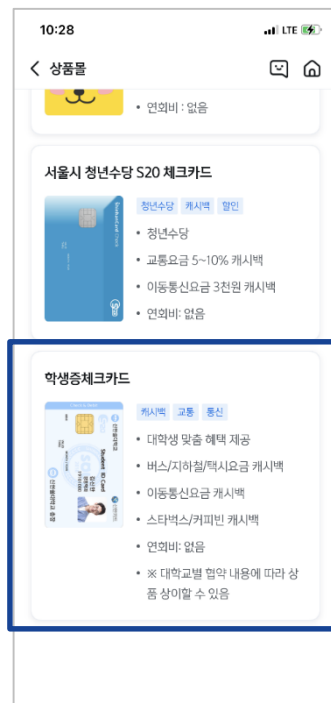 10:28
LTE
상품몰
• 연회비 : 없음
서울시 청년수당 S20 체크카드
청년수당 캐시백 할인
• 청년수당
• 교통요금 5~10% 캐시백
• 이동통신요금 3천원 캐시백
• 연회비: 없음
학생증체크카드
캐시백 교통 통신
• 대학생 맞춤 혜택 제공
• 버스/지하철/택시요금 캐시백
• 이동통신요금 캐시백
• 스타벅스/커피빈 캐시백
• 연회비: 없음
• ※ 대학교별 협약 내용에 따라 상
품 상이할 수 있음
Student ID Card